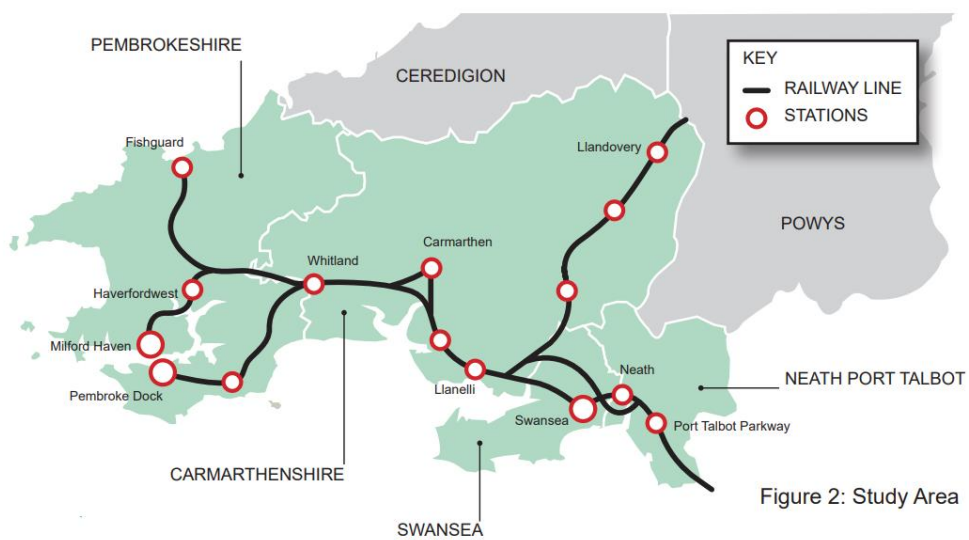 PEMBROKESHIRE
CEREDIGION
KEY
RAILWAY LINE
STATIONS
Fishguard
Llandovery
POWYS
Carmarthen
Whitland
Haverfordwest
Milford Haven
Pembroke Dock
Llanelli
Neath
NEATH PORT TALBOT
Swansea
Port Talbot Parkway
CARMARTHENSHIRE
Figure 2: Study Area
SWANSEA